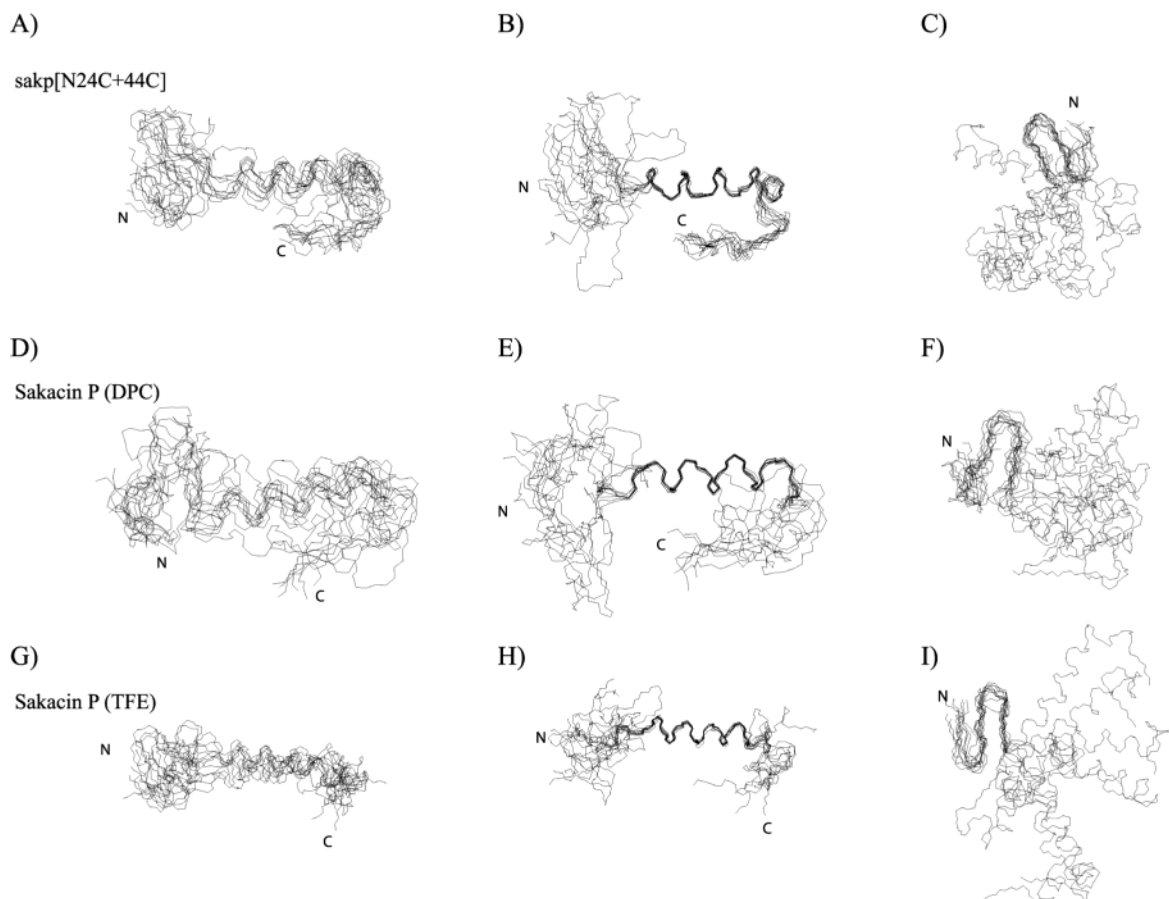 A)
B)
C)
sakp[N24C+44C]
N
N
N
C
C
D)
E)
F)
Sakacin P (DPC)
N
N
N
C
C
G)
H)
I)
Sakacin P (TFE)
N
N
N
C
C